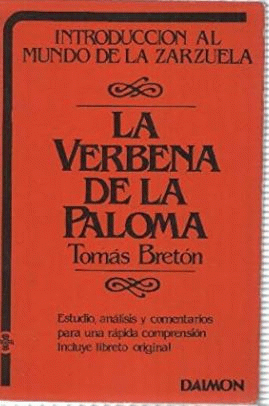 INTRODUCCION AL
MUNDO DE LA ZARZUELA
LA
VERBENA
DE LA
PALOMA
Tomás Bretón
Estudio, análisis y comentarios
para una rápida comprensión
Incluye libreto original
DAIMON